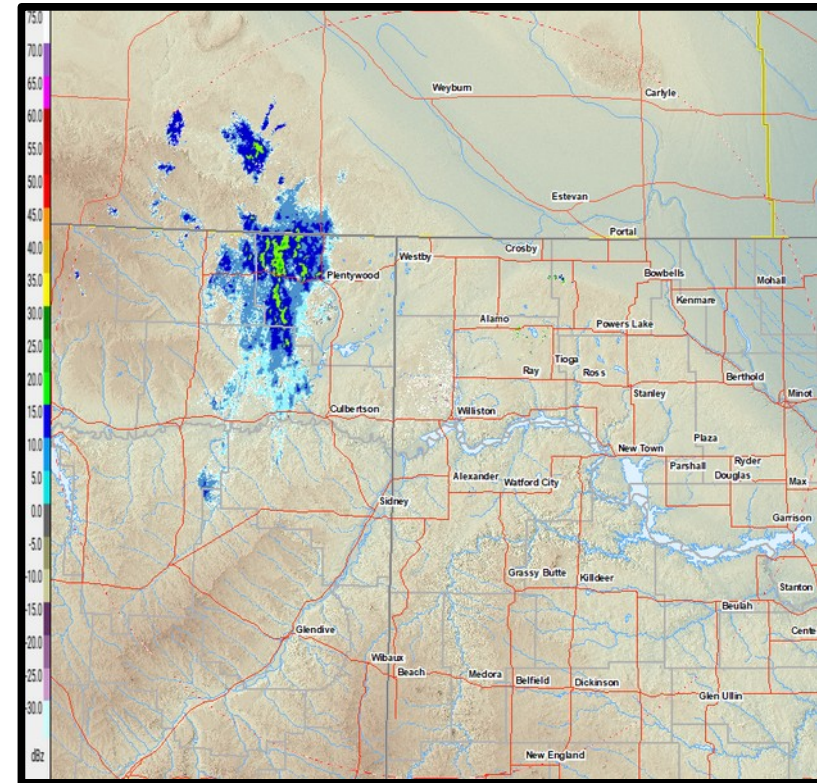 75.0
70.0
65.0
60.0
55.0
50.0
45.0
40.0
35.0
30.0
25.0
20.0
15.0
10.0
5.0
0.0
-5.0
-10.0
-15.0
-20.0
-25.0
-30.0
dBz
Weyburn
Carlyle
Estevan
Portal
Crosby
Westby
Bowbells
Plentywood
Mohall
Kenmare
Alamo
Powers Lake
Tioga
Ray
Ross
Berthold
Stanley
Minot
Culbertson
Williston
Plaza
New Town
Ryder
Parshall
Douglas
Alexander
Watford City
Max
Sidney
Garrison
Grassy Butte
Killdeer
Stanton
Beulah
Glendive
Cente
Wibaux
Beach
Medora
Belfield
Dickinson
Glen Ullin
New England